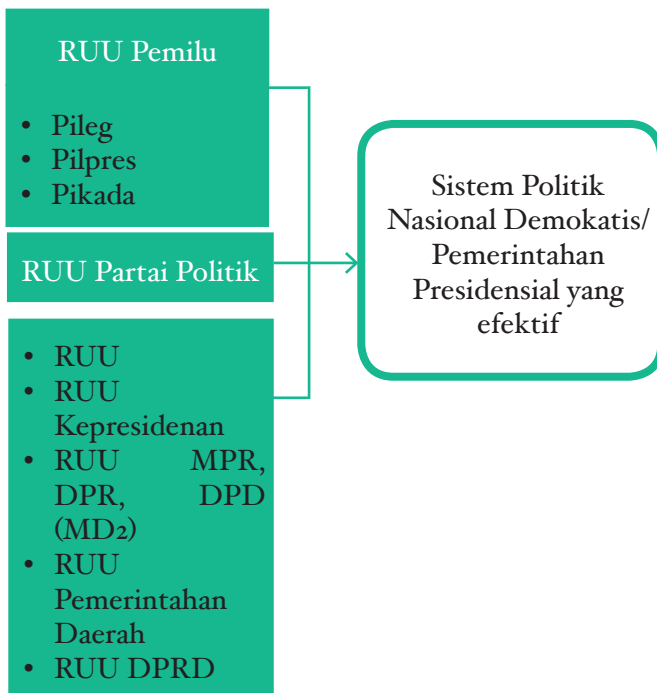 RUU Pemilu
• Pileg
• Pilpres
• Pikada
RUU Partai Politik
• RUU
• RUU
Kepresidenan
• RUU MPR,
DPR, DPD
(MD2)
• RUU
Pemerintahan
Daerah
• RUU DPRD
Sistem Politik
Nasional Demokatis/
Pemerintahan
Presidensial yang
efektif